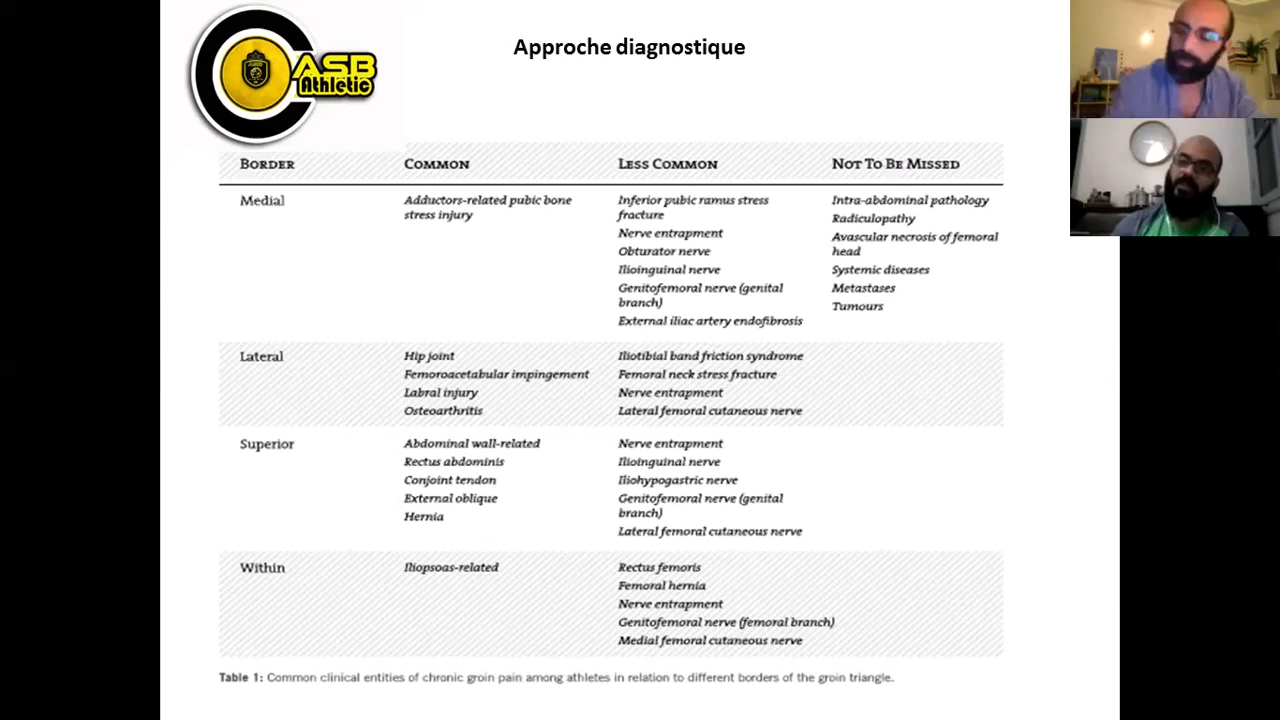 ASB
Athletic
Approche diagnostique
BORDER COMMON LESS COMMON NOT TO BE MISSED
Medial
Adductors-related pubic bone
stress injury
Inferior pubic ramus stress
fracture
Nerve entrapment
Obturator nerve
Ilioinguinal nerve
Genitofemoral nerve (genital
branch)
External iliac artery endofibrosis
Intra-abdominal pathology
Radiculopathy
Avascular necrosis of femoral
head
Systemic diseases
Metastases
Tumours
Lateral
Hip joint
Femoroacetabular impingement
Labral injury
Osteoarthritis
Iliotibial band friction syndrome
Femoral neck stress fracture
Nerve entrapment
Lateral femoral cutaneous nerve
Superior
Abdominal wall-related
Rectus abdominis
Conjoint tendon
External oblique
Hernia
Nerve entrapment
Ilioinguinal nerve
Iliohypogastric nerve
Genitofemoral nerve (genital
branch)
Lateral femoral cutaneous nerve
Within
Iliopsoas-related
Rectus femoris
Femoral hernia
Nerve entrapment
Genitofemoral nerve (femoral branch)
Medial femoral cutaneous nerve
Table 1: Common clinical entities of chronic groin pain among athletes in relation to different borders of the groin triangle.